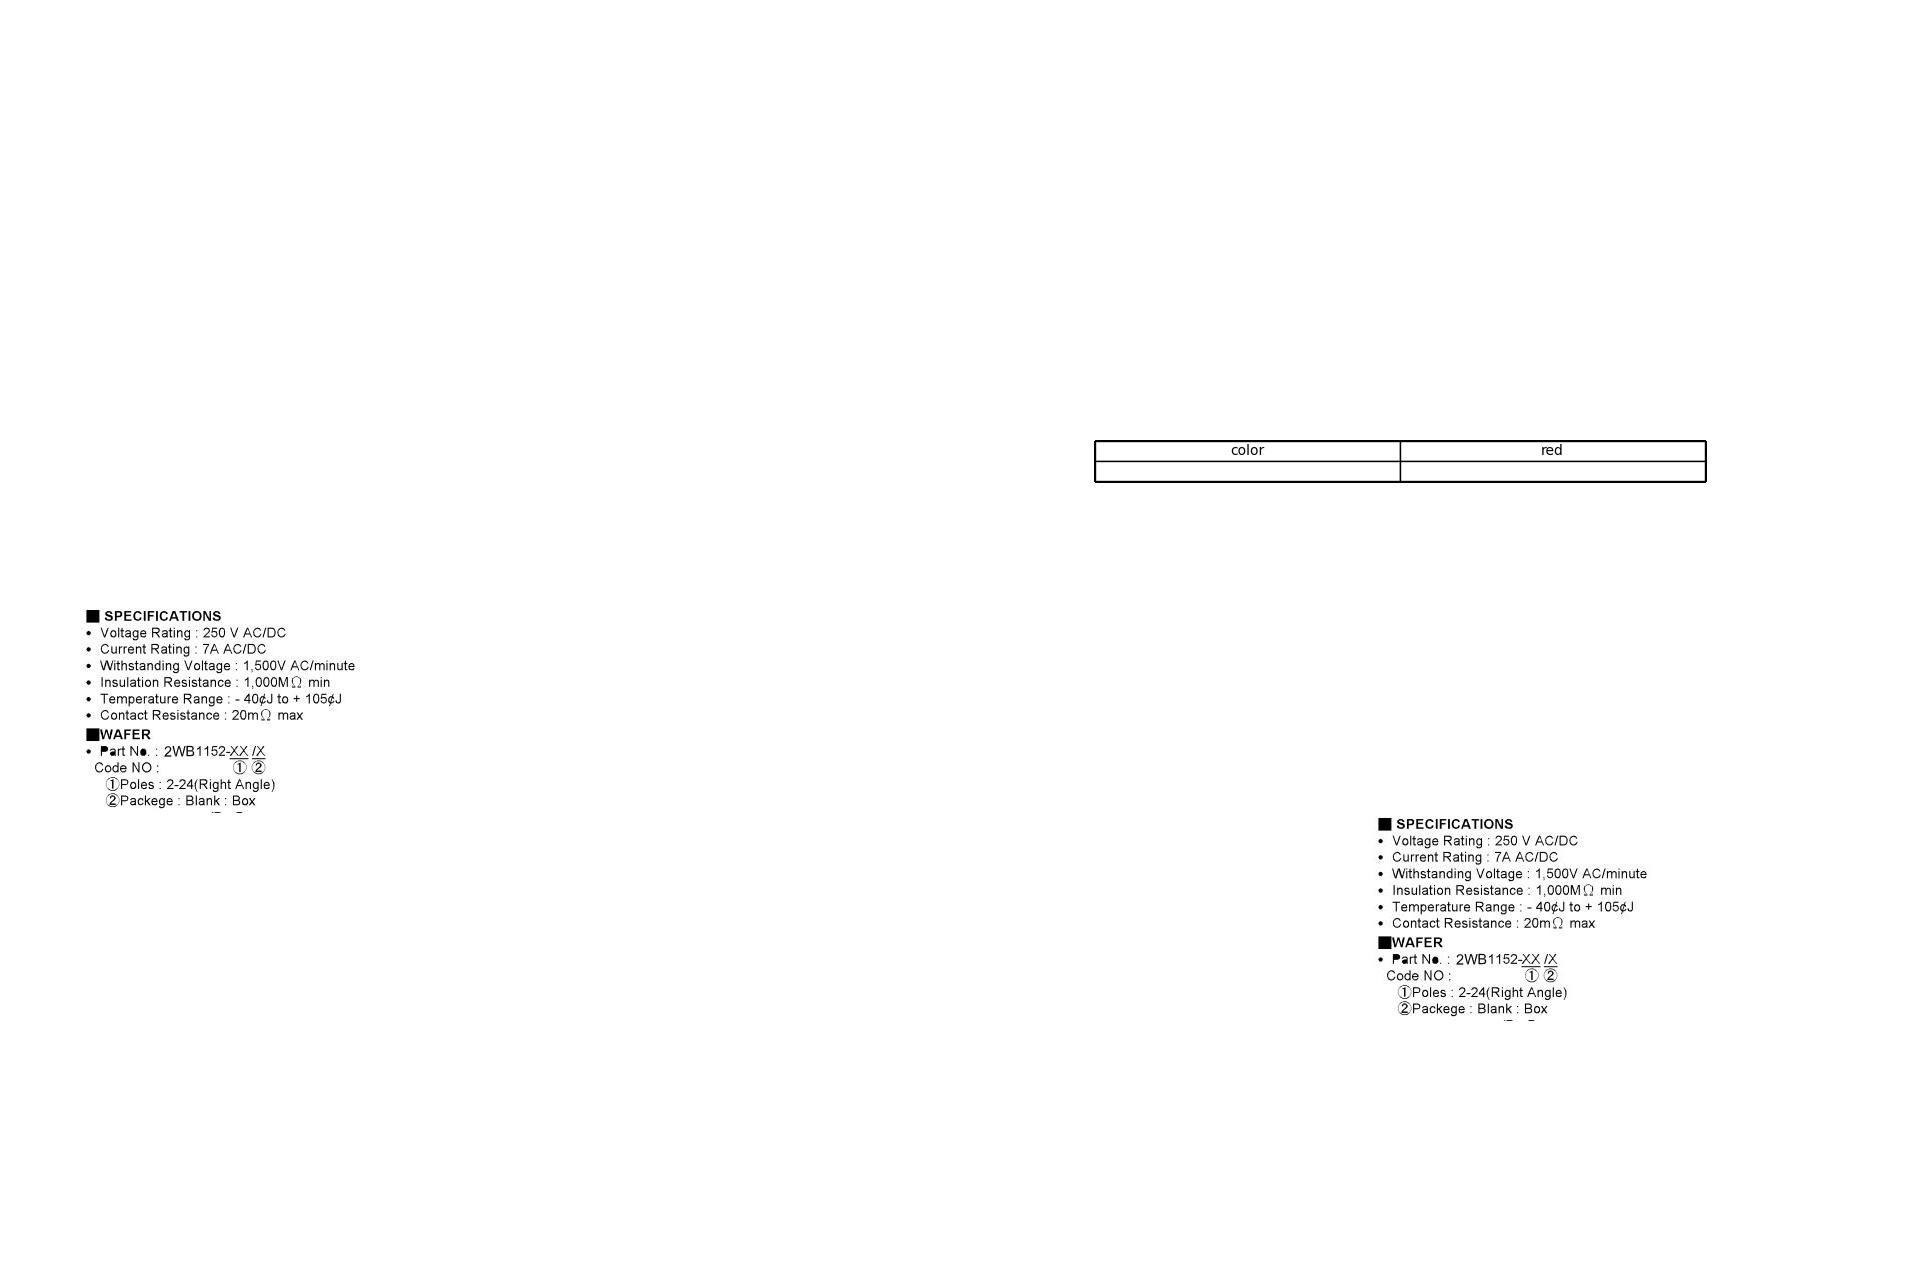 color red
■ SPECIFICATIONS
• Voltage Rating : 250 V AC/DC
• Current Rating : 7A AC/DC
• Withstanding Voltage : 1,500V AC/minute
• Insulation Resistance : 1,000MΩ min
• Temperature Range : - 40¢J to + 105¢J
• Contact Resistance : 20mΩ max
■WAFER
• Part No. : 2WB1152-XX /X
Code NO : ① ②
①Poles : 2-24(Right Angle)
②Packege : Blank : Box
■ SPECIFICATIONS
• Voltage Rating : 250 V AC/DC
• Current Rating : 7A AC/DC
• Withstanding Voltage : 1,500V AC/minute
• Insulation Resistance : 1,000MΩ min
• Temperature Range : - 40¢J to + 105¢J
• Contact Resistance : 20mΩ max
■WAFER
• Part No. : 2WB1152-XX /X
Code NO : ① ②
①Poles : 2-24(Right Angle)
②Packege : Blank : Box